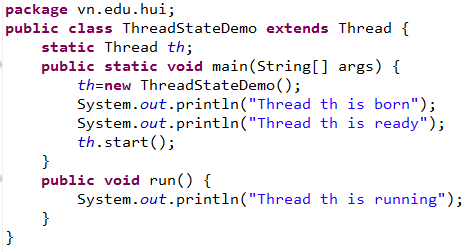 package vn.edu.hui;
public class ThreadStateDemo extends Thread {
    static Thread th;
    public static void main(String[] args) {
        th=new ThreadStateDemo();
        System.out.println("Thread th is born");
        System.out.println("Thread th is ready");
        th.start();
    }
    public void run() {
        System.out.println("Thread th is running");
    }
}